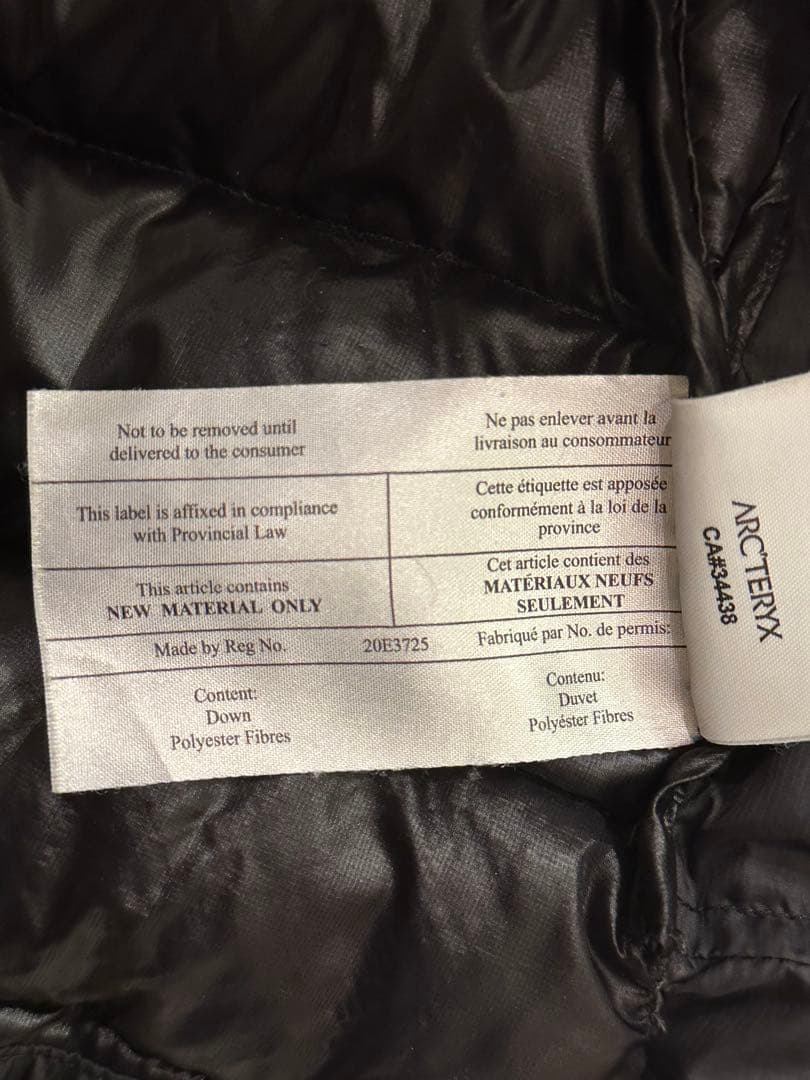 Not to be removed until
delivered to the consumer
Ne pas enlever avant la
livraison au consommateur
This label is affixed in compliance
with Provincial Law
Cette étiquette est apposée
conformément à la loi de la
province
This article contains
NEW MATERIAL ONLY
Cet article contient des
MATÉRIAUX NEUFS
SEULEMENT
Made by Reg No.
20E3725
Fabriqué par No. de permis:
Content:
Down
Polyester Fibres
Contenu:
Duvet
Polyéster Fibres
ARC'TERYX
CA#34438